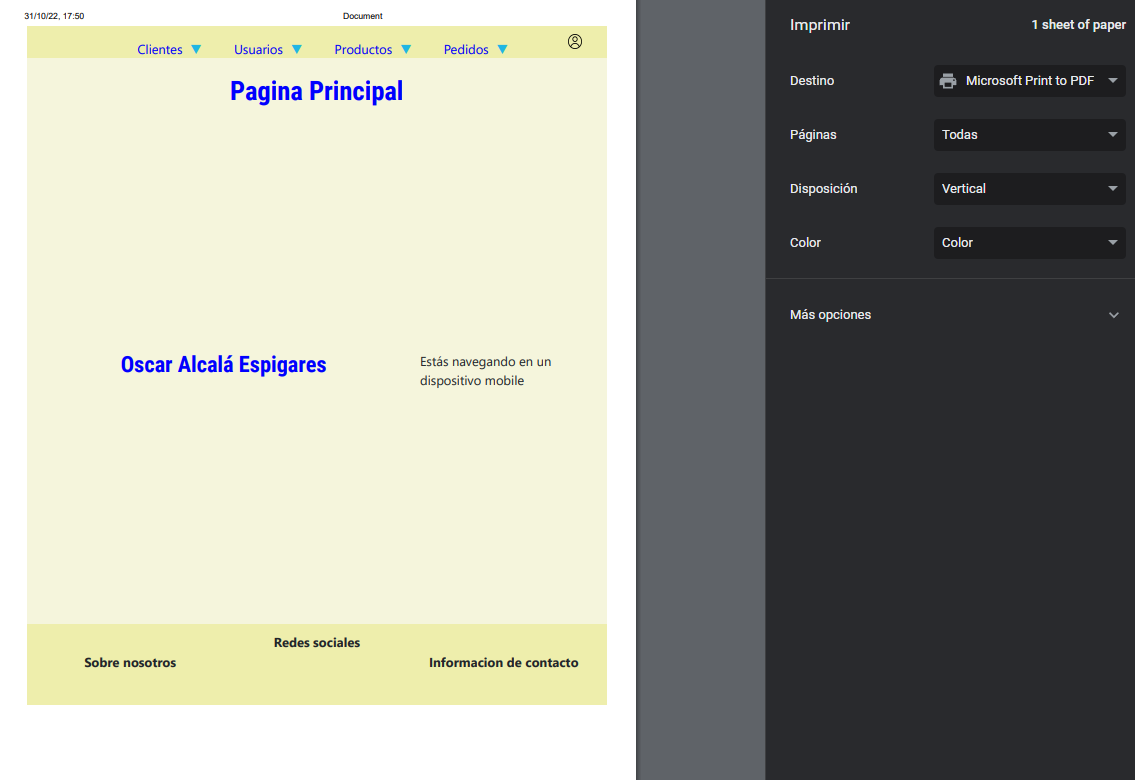 31/10/22, 17:50 Document
Clientes ▼ Usuarios ▼ Productos ▼ Pedidos ▼
Pagina Principal
Oscar Alcalá Espigares
Estás navegando en un
dispositivo mobile
Redes sociales
Sobre nosotros
Informacion de contacto
Imprimir 1 sheet of paper
Destino Microsoft Print to PDF
Páginas Todas
Disposición Vertical
Color Color
Más opciones